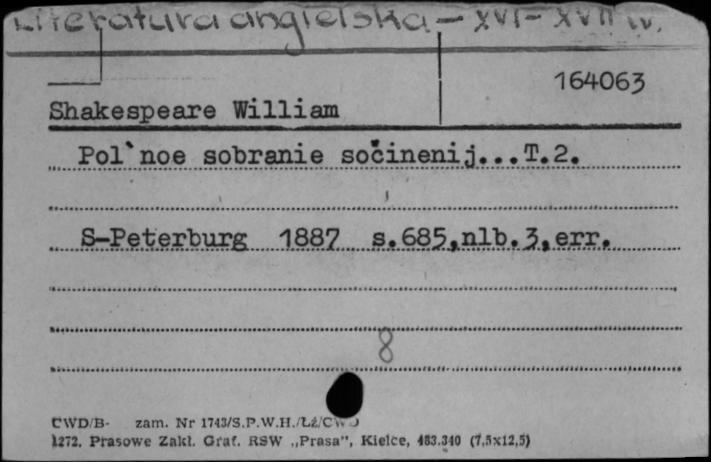 Literatura angielska - XVI - XVII w.
164063
Shakespeare William
Pol`noe sobranie sočinenij...T.2.
S-Peterburg 1887 s.685,nlb.3,err.
8
CWD/B- zam. Nr 1743/S.P.W.H./Łź/CWD
1272. Prasowe Zakł. Graf. RSW „Prasa”, Kielce, 483.340 (7,5x12,5)